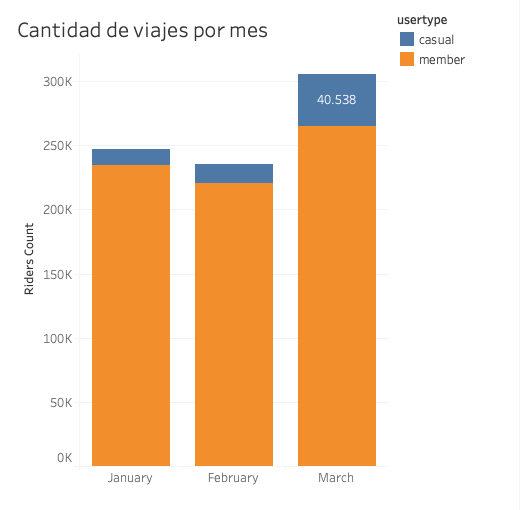 Cantidad de viajes por mes
usertype
casual
member
Riders Count
300K
250K
200K
150K
100K
50K
0K
40.538
January
February
March